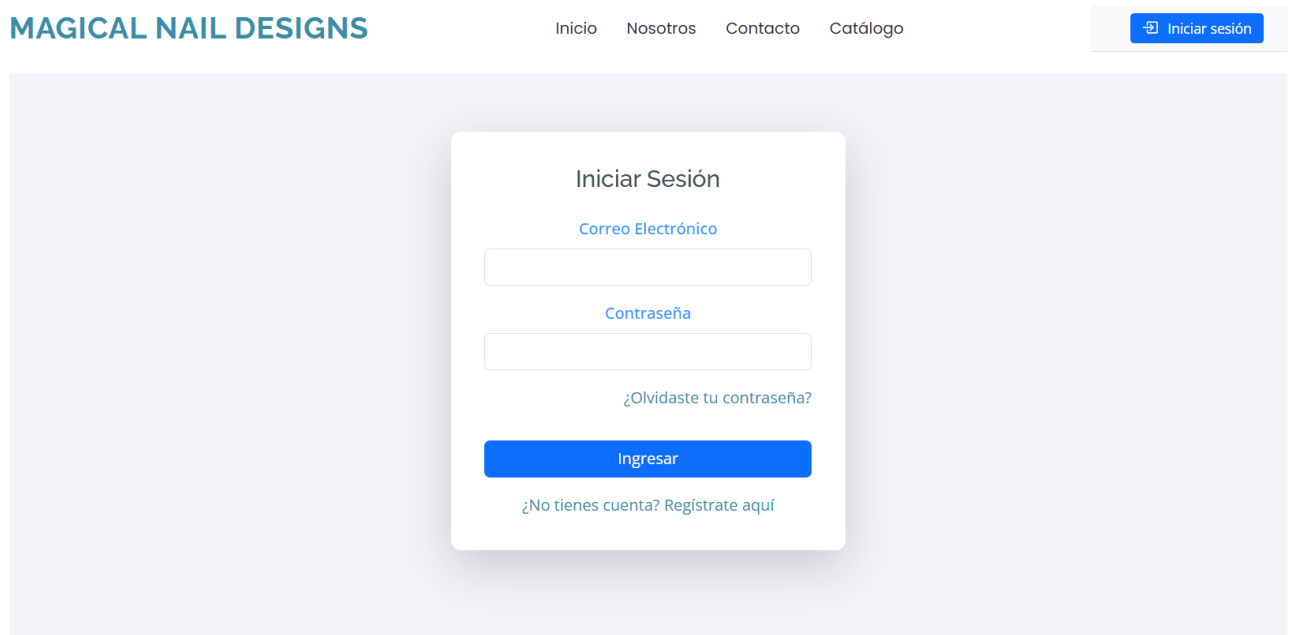 MAGICAL NAIL DESIGNS
Inicio Nosotros Contacto Catálogo
Iniciar sesión
Iniciar Sesión
Correo Electrónico
Contraseña
¿Olvidaste tu contraseña?
Ingresar
¿No tienes cuenta? Regístrate aquí